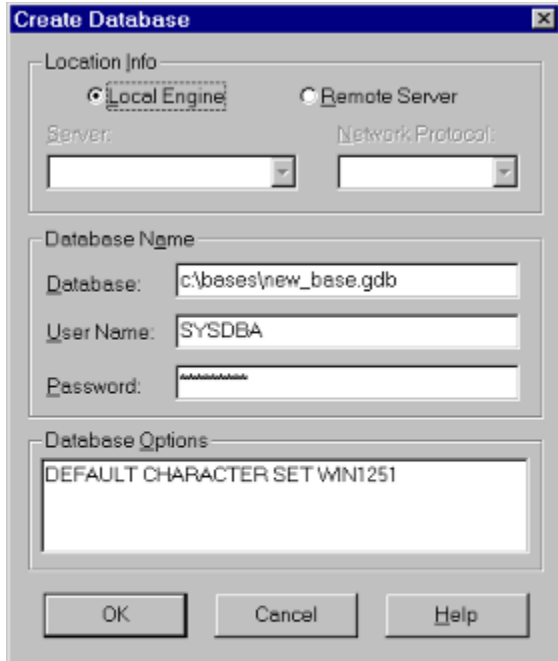 Create Database
Location Info
Local Engine Remote Server
Server: Network Protocol:
Database Name
Database: c:\bases\new_base.gdb
User Name: SYSDBA
Password: *********
Database Options
DEFAULT CHARACTER SET WIN1251
OK Cancel Help